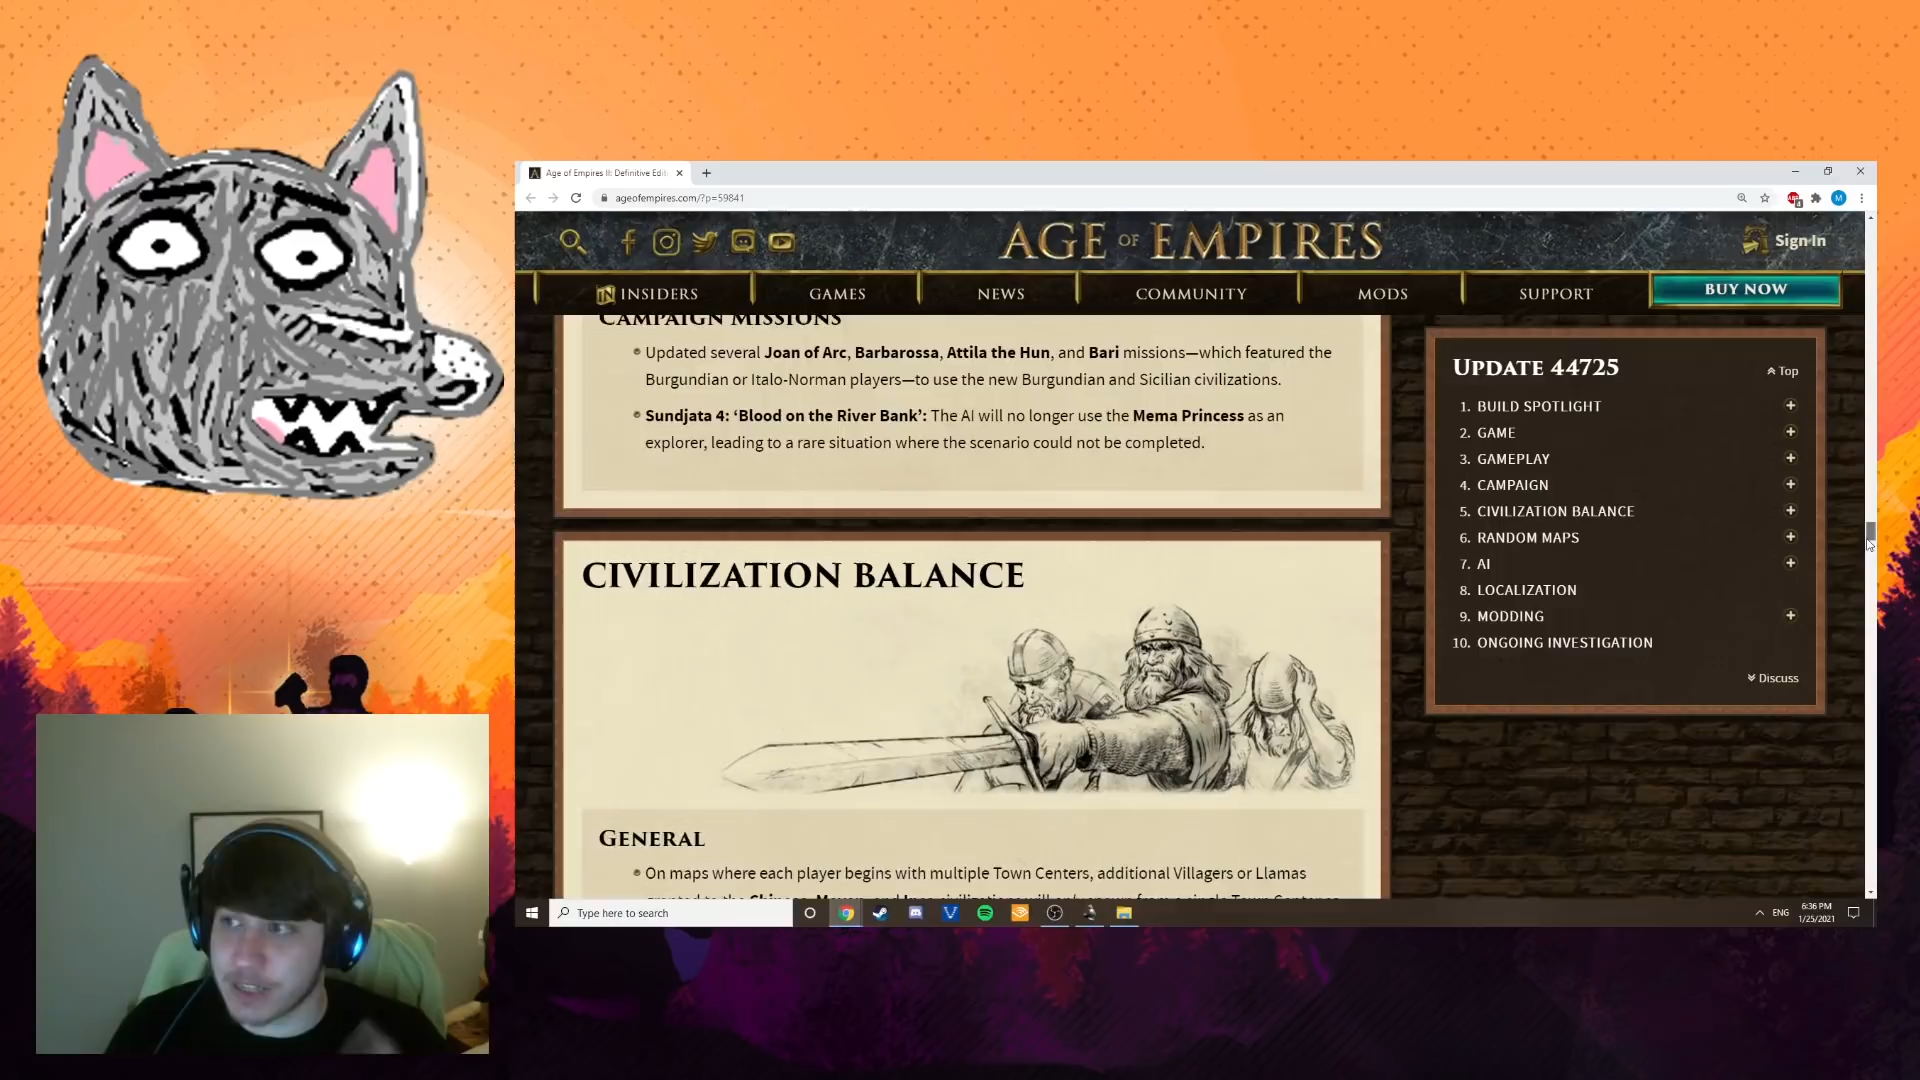 Age of Empires II: Definitive Edit
ageofempires.com/?p=59841
AGE OF EMPIRES
Sign In
INSIDERS
GAMES
NEWS
COMMUNITY
MODS
SUPPORT
BUY NOW
CAMPAIGN MISSIONS
Updated several Joan of Arc, Barbarossa, Attila the Hun, and Bari missions—which featured the
Burgundian or Italo-Norman players—to use the new Burgundian and Sicilian civilizations.
Sundjata 4: ‘Blood on the River Bank’: The AI will no longer use the Mema Princess as an
explorer, leading to a rare situation where the scenario could not be completed.
CIVILIZATION BALANCE
GENERAL
On maps where each player begins with multiple Town Centers, additional Villagers or Llamas
UPDATE 44725
Top
1. BUILD SPOTLIGHT
2. GAME
3. GAMEPLAY
4. CAMPAIGN
5. CIVILIZATION BALANCE
6. RANDOM MAPS
7. AI
8. LOCALIZATION
9. MODDING
10. ONGOING INVESTIGATION
Discuss
Type here to search
ENG
6:36 PM
1/25/2021